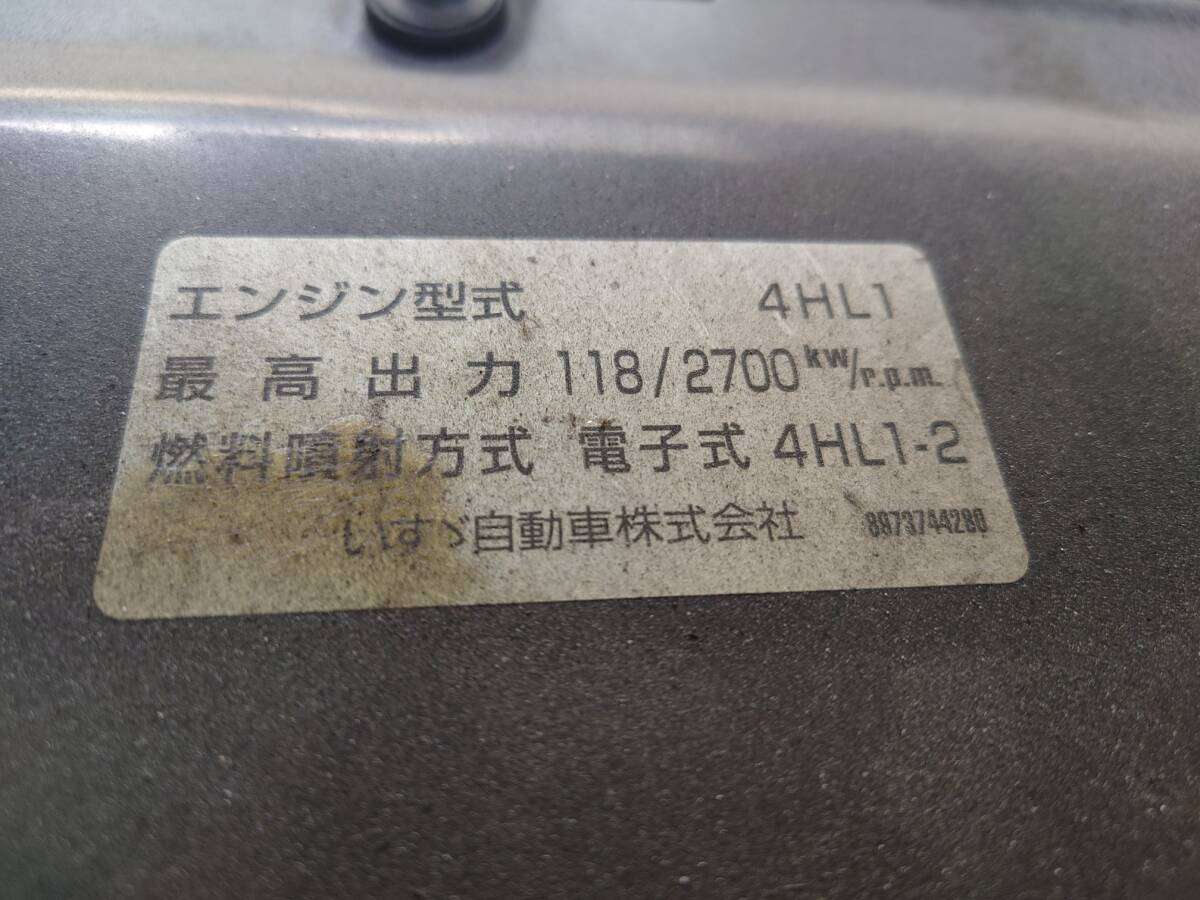 エンジン型式 4HL1
最高出力 118/2700 kw/r.p.m.
燃料噴射方式 電子式 4HL1-2
いすゞ自動車株式会社 8973744280